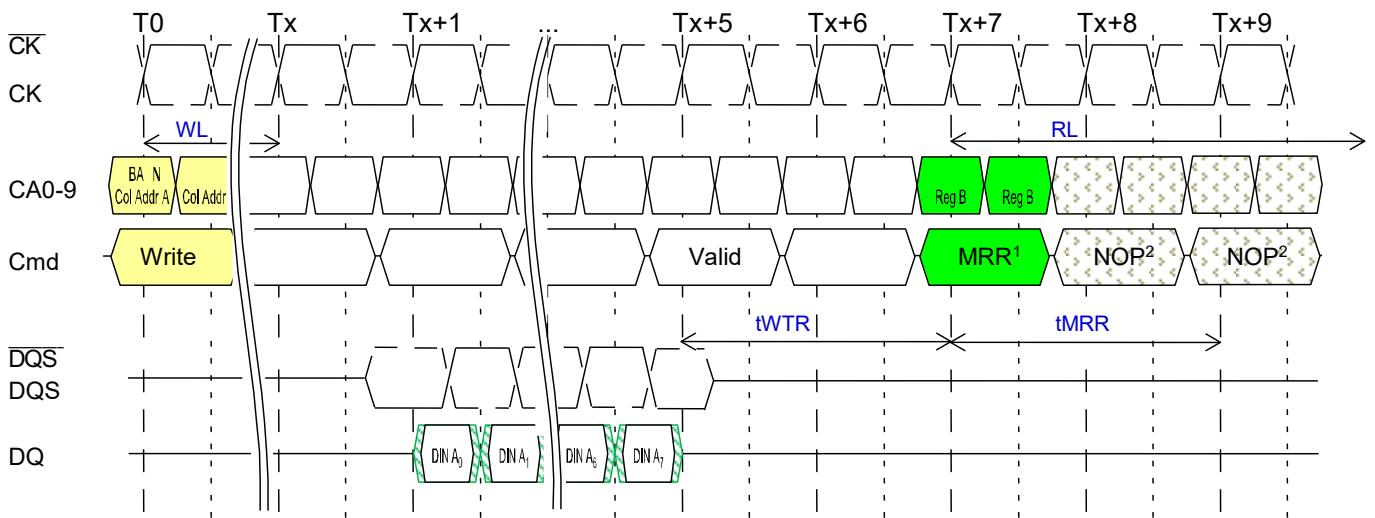 T0 Tx Tx+1 ... Tx+5 Tx+6 Tx+7 Tx+8 Tx+9
CK
CK
WL RL
CA0-9 BA N Col Addr A Col Addr Reg B Reg B
Cmd Write Valid MRR1 NOP2 NOP2
tWTR tMRR
DQS
DQS
DQ DIN A0 DIN A1 DIN A6 DIN A7